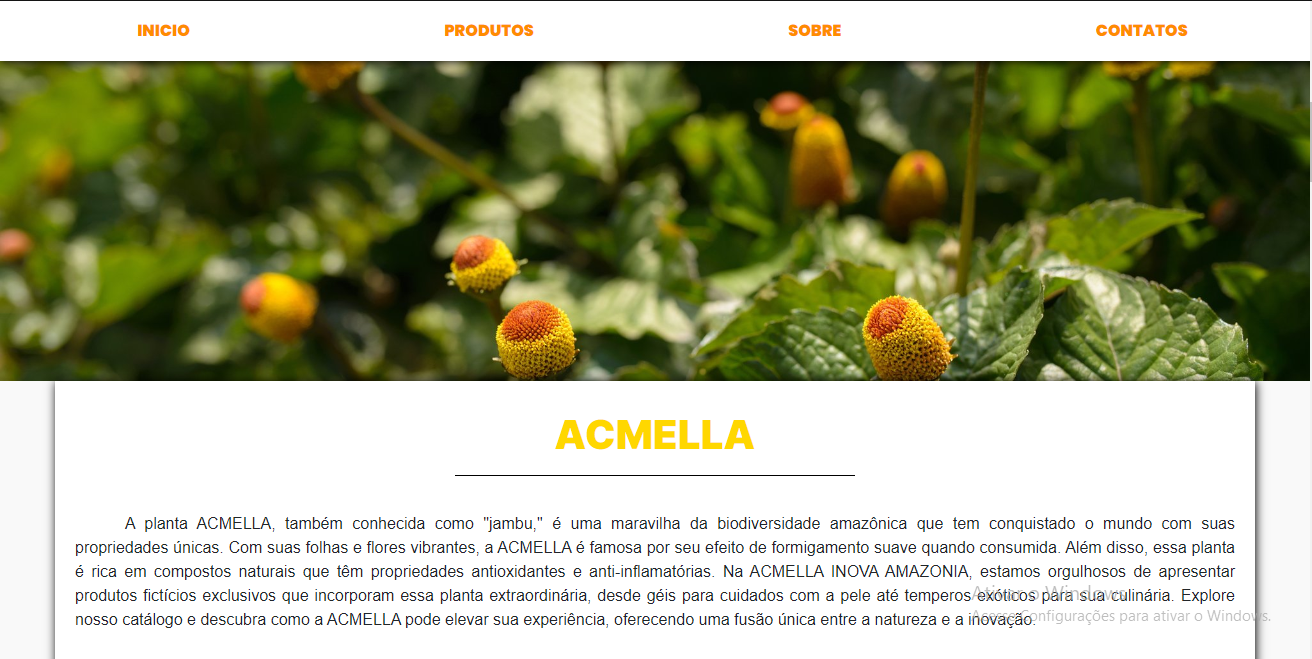 INICIO PRODUTOS SOBRE CONTATOS
ACMELLA
A planta ACMELLA, também conhecida como "jambu," é uma maravilha da biodiversidade amazônica que tem conquistado o mundo com suas
propriedades únicas. Com suas folhas e flores vibrantes, a ACMELLA é famosa por seu efeito de formigamento suave quando consumida. Além disso, essa planta
é rica em compostos naturais que têm propriedades antioxidantes e anti-inflamatórias. Na ACMELLA INOVA AMAZONIA, estamos orgulhosos de apresentar
produtos fictícios exclusivos que incorporam essa planta extraordinária, desde géis para cuidados com a pele até temperos exóticos para sua culinária. Explore
nosso catálogo e descubra como a ACMELLA pode elevar sua experiência, oferecendo uma fusão única entre a natureza e a inovação.
Ativar o Windows
Acesse Configurações para ativar o Windows.